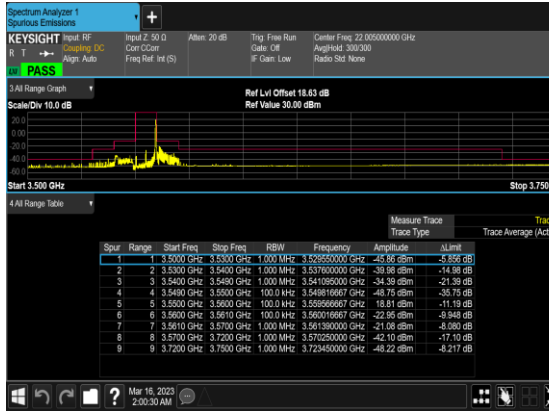 Spectrum Analyzer 1
Spurious Emissions
+
KEYSIGHT Input: RF Input Z: 50 Ω Atten: 20 dB Trig: Free Run Center Freq: 22.005000000 GHz
R T Coupling: DC Corr CCorr Gate: Off Avg|Hold: 300/300
Align: Auto Freq Ref: Int (S) IF Gain: Low Radio Std: None
PASS
3 All Range Graph Ref Lvl Offset 18.63 dB
Scale/Div 10.0 dB Ref Value 30.00 dBm
20.0
0.00
-20.0
-40.0
-60.0
Start 3.500 GHz Stop 3.750
4 All Range Table
Measure Trace Trac
Trace Type Trace Average (Act
Spur Range Start Freq Stop Freq RBW Frequency Amplitude ΔLimit
1 1 3.5000 GHz 3.5300 GHz 1.000 MHz 3.529550000 GHz -45.86 dBm -5.856 dB
2 2 3.5300 GHz 3.5400 GHz 1.000 MHz 3.537600000 GHz -39.98 dBm -14.98 dB
3 3 3.5400 GHz 3.5490 GHz 1.000 MHz 3.541095000 GHz -34.39 dBm -21.39 dB
4 4 3.5490 GHz 3.5500 GHz 100.0 kHz 3.549816667 GHz -48.75 dBm -35.75 dB
5 5 3.5500 GHz 3.5600 GHz 100.0 kHz 3.559566667 GHz 18.81 dBm -11.19 dB
6 6 3.5600 GHz 3.5610 GHz 100.0 kHz 3.560016667 GHz -22.95 dBm -9.948 dB
7 7 3.5610 GHz 3.5700 GHz 1.000 MHz 3.561390000 GHz -21.08 dBm -8.080 dB
8 8 3.5700 GHz 3.7200 GHz 1.000 MHz 3.570250000 GHz -42.10 dBm -17.10 dB
9 9 3.7200 GHz 3.7500 GHz 1.000 MHz 3.723450000 GHz -48.22 dBm -8.217 dB
? Mar 16, 2023
2:00:30 AM